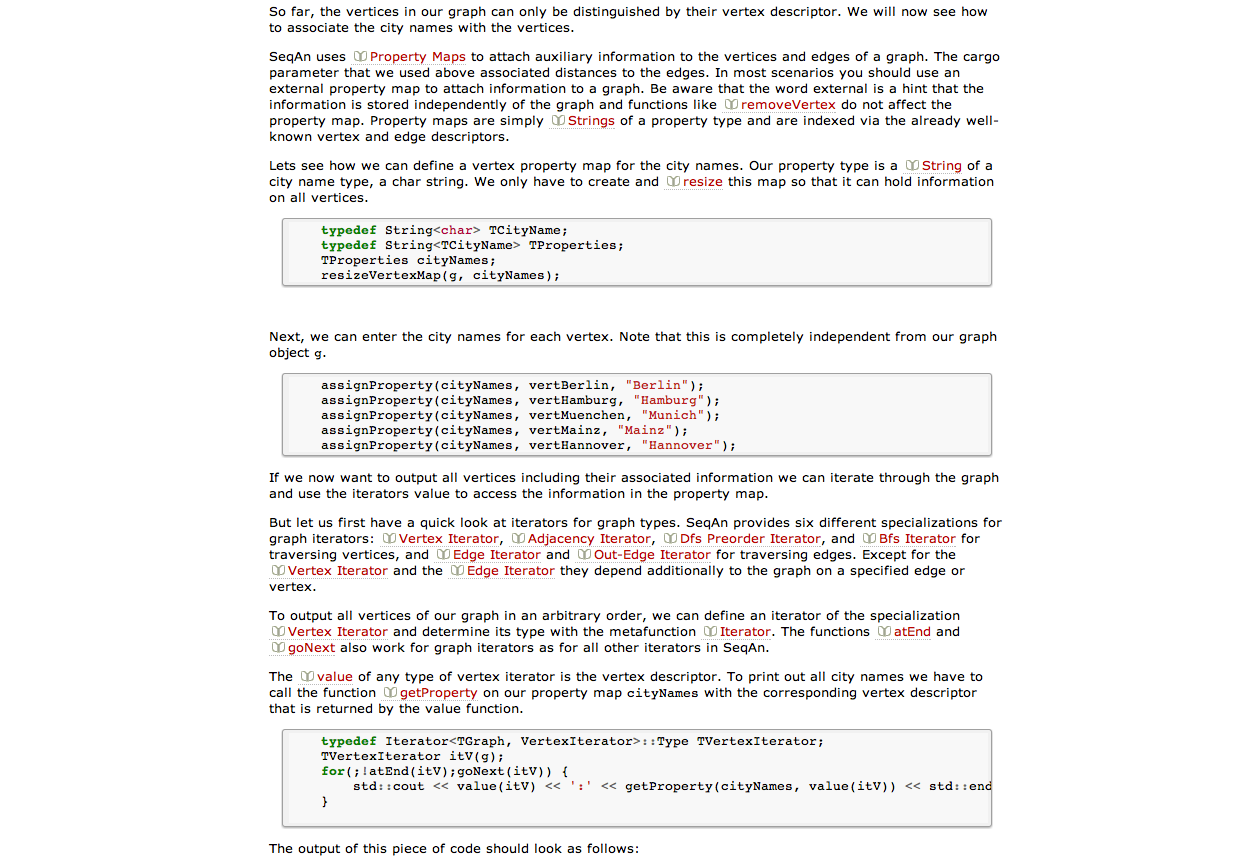 So far, the vertices in our graph can only be distinguished by their vertex descriptor. We will now see how
to associate the city names with the vertices.
SeqAn uses Property Maps to attach auxiliary information to the vertices and edges of a graph. The cargo
parameter that we used above associated distances to the edges. In most scenarios you should use an
external property map to attach information to a graph. Be aware that the word external is a hint that the
information is stored independently of the graph and functions like removeVertex do not affect the
property map. Property maps are simply Strings of a property type and are indexed via the already well-
known vertex and edge descriptors.
Lets see how we can define a vertex property map for the city names. Our property type is a String of a
city name type, a char string. We only have to create and resize this map so that it can hold information
on all vertices.
typedef String<char> TCityName;
typedef String<TCityName> TProperties;
TProperties cityNames;
resizeVertexMap(g, cityNames);
Next, we can enter the city names for each vertex. Note that this is completely independent from our graph
object g.
assignProperty(cityNames, vertBerlin, "Berlin");
assignProperty(cityNames, vertHamburg, "Hamburg");
assignProperty(cityNames, vertMuenchen, "Munich");
assignProperty(cityNames, vertMainz, "Mainz");
assignProperty(cityNames, vertHannover, "Hannover");
If we now want to output all vertices including their associated information we can iterate through the graph
and use the iterators value to access the information in the property map.
But let us first have a quick look at iterators for graph types. SeqAn provides six different specializations for
graph iterators: Vertex Iterator, Adjacency Iterator, Dfs Preorder Iterator, and Bfs Iterator for
traversing vertices, and Edge Iterator and Out-Edge Iterator for traversing edges. Except for the
Vertex Iterator and the Edge Iterator they depend additionally to the graph on a specified edge or
vertex.
To output all vertices of our graph in an arbitrary order, we can define an iterator of the specialization
Vertex Iterator and determine its type with the metafunction Iterator. The functions atEnd and
goNext also work for graph iterators as for all other iterators in SeqAn.
The value of any type of vertex iterator is the vertex descriptor. To print out all city names we have to
call the function getProperty on our property map cityNames with the corresponding vertex descriptor
that is returned by the value function.
typedef Iterator<TGraph, VertexIterator>::Type TVertexIterator;
TVertexIterator itV(g);
for(;!atEnd(itV);goNext(itV)) {
std::cout << value(itV) << ':' << getProperty(cityNames, value(itV)) << std::end
}
The output of this piece of code should look as follows: